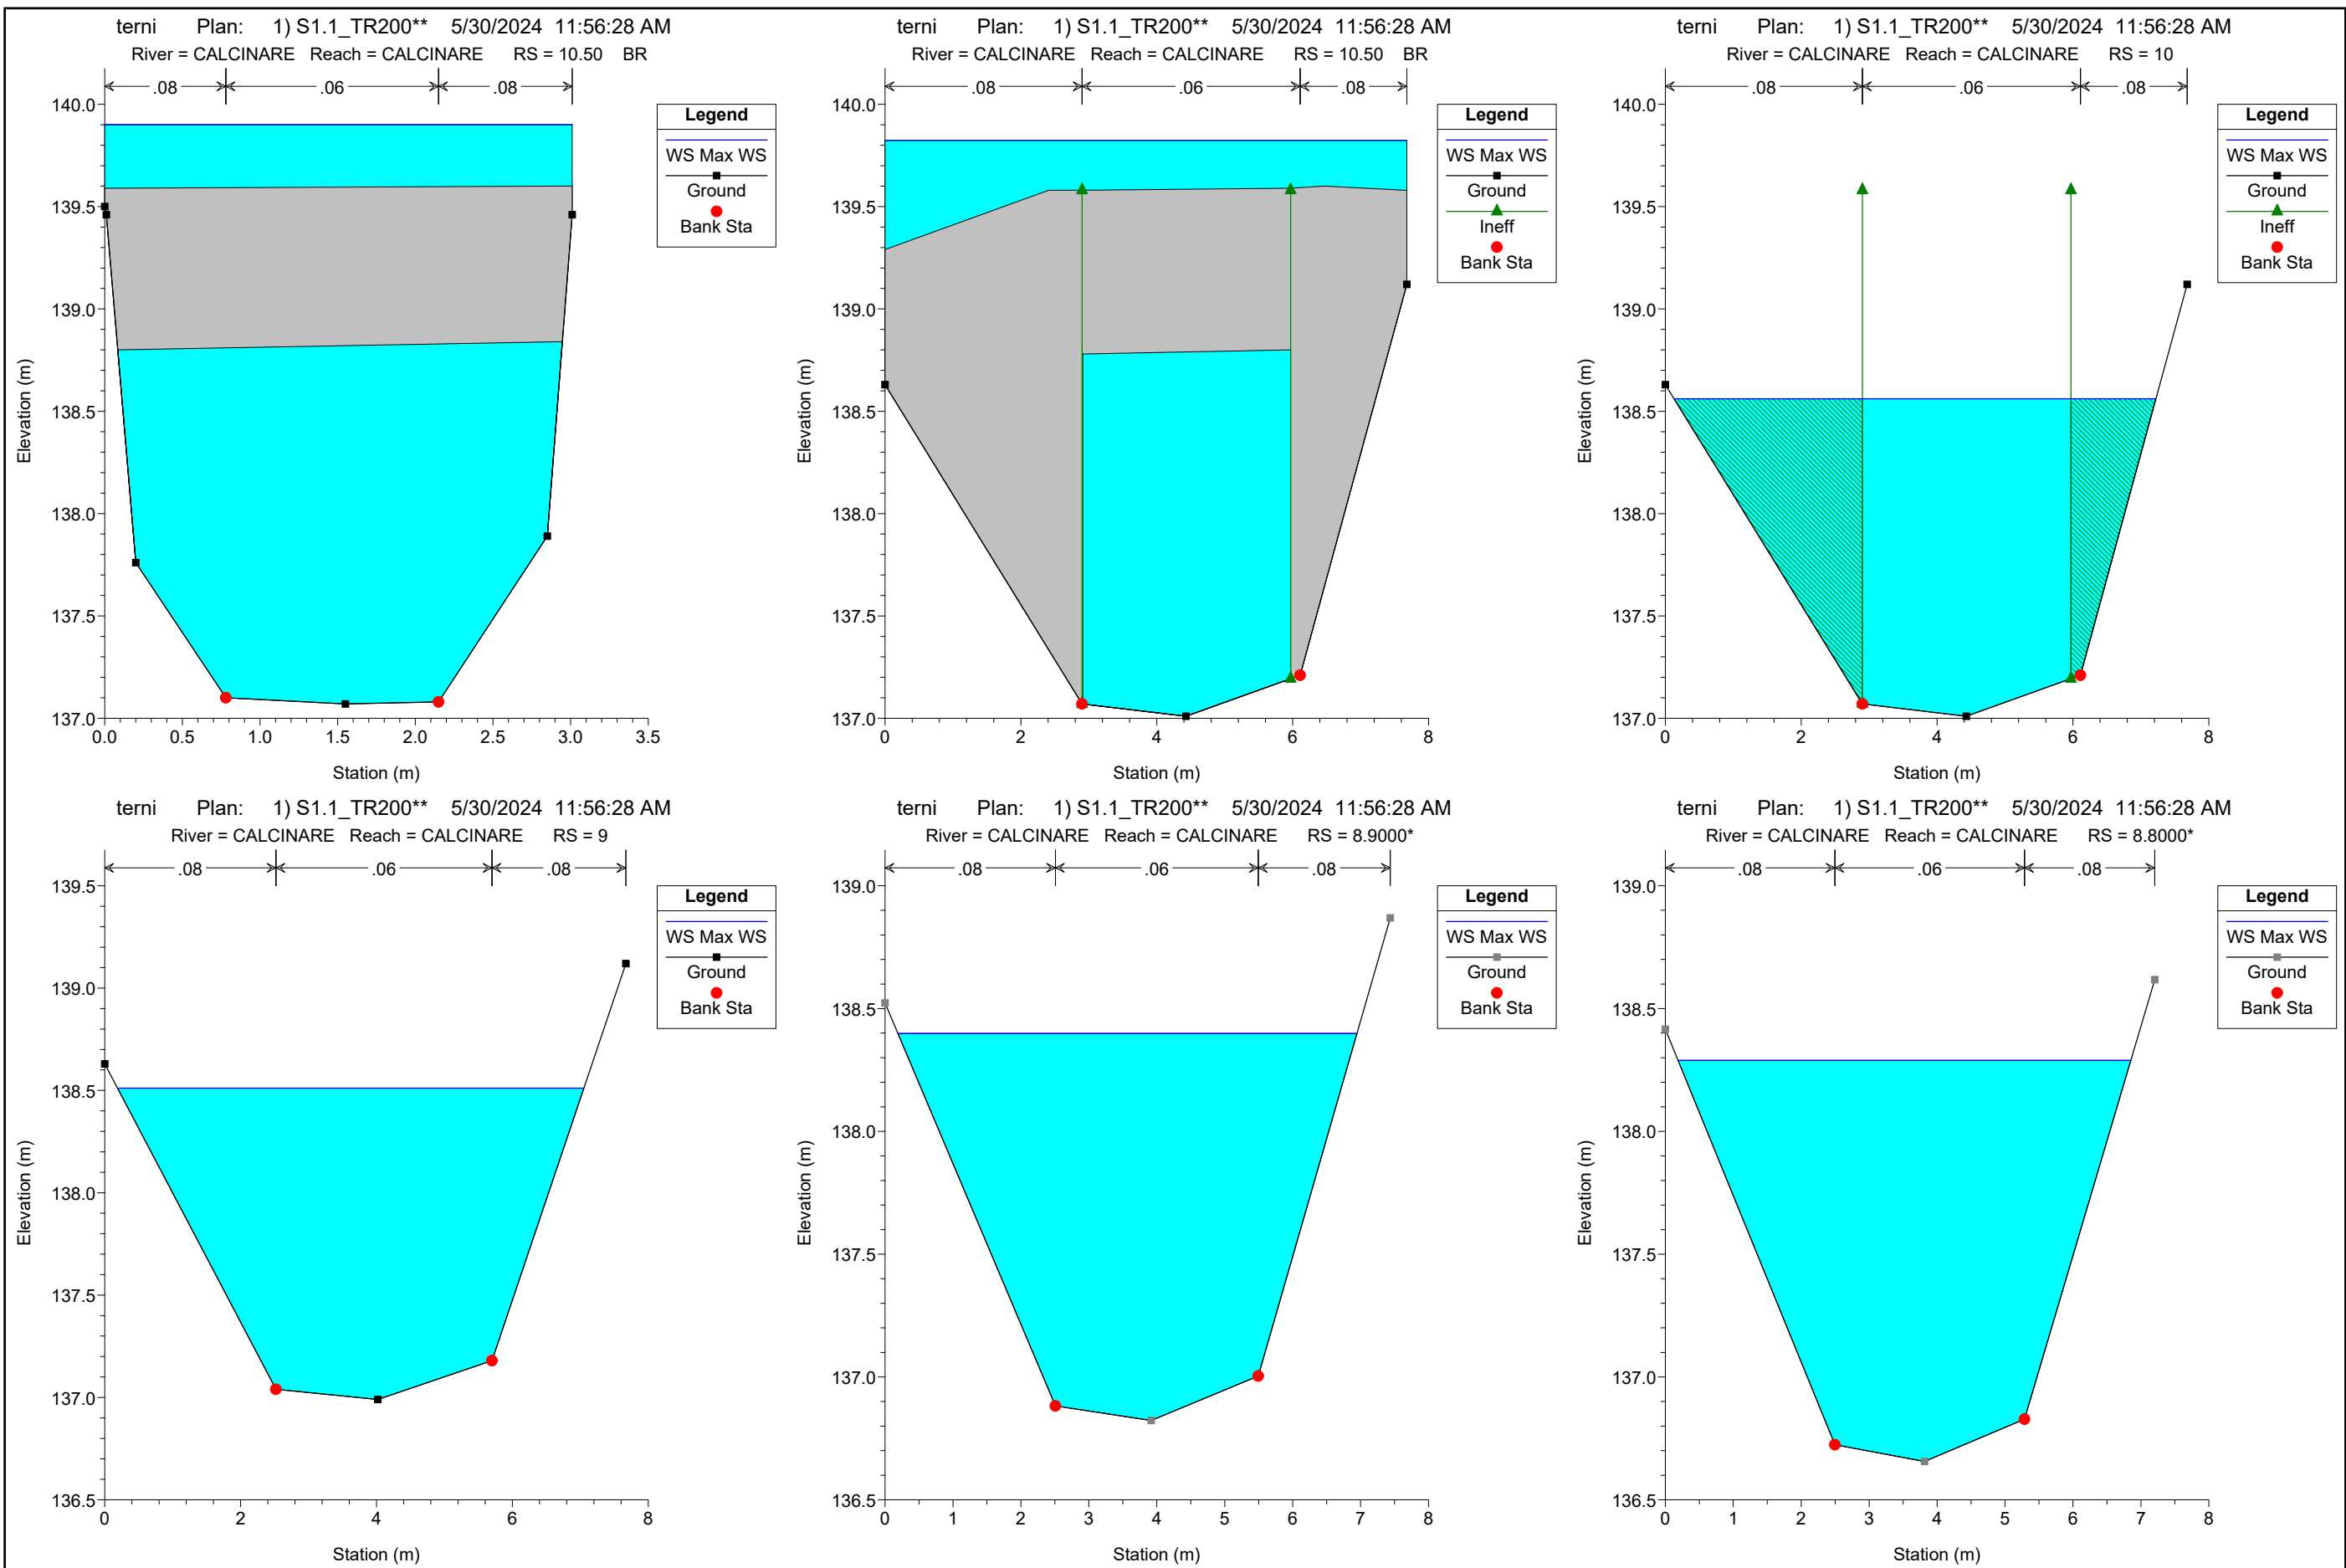 terni Plan: 1) S1.1_TR200** 5/30/2024 11:56:28 AM
River = CALCINARE Reach = CALCINARE RS = 10.50 BR
.08 .06 .08
140.0
139.5
139.0
138.5
138.0
137.5
137.0
0.0 0.5 1.0 1.5 2.0 2.5 3.0 3.5
Station (m)
Elevation (m)
Legend
WS Max WS
Ground
Bank Sta
terni Plan: 1) S1.1_TR200** 5/30/2024 11:56:28 AM
River = CALCINARE Reach = CALCINARE RS = 10.50 BR
.08 .06 .08
140.0
139.5
139.0
138.5
138.0
137.5
137.0
0 2 4 6 8
Station (m)
Elevation (m)
Legend
WS Max WS
Ground
Ineff
Bank Sta
terni Plan: 1) S1.1_TR200** 5/30/2024 11:56:28 AM
River = CALCINARE Reach = CALCINARE RS = 10
.08 .06 .08
140.0
139.5
139.0
138.5
138.0
137.5
137.0
0 2 4 6 8
Station (m)
Elevation (m)
Legend
WS Max WS
Ground
Ineff
Bank Sta
terni Plan: 1) S1.1_TR200** 5/30/2024 11:56:28 AM
River = CALCINARE Reach = CALCINARE RS = 9
.08 .06 .08
139.5
139.0
138.5
138.0
137.5
137.0
136.5
0 2 4 6 8
Station (m)
Elevation (m)
Legend
WS Max WS
Ground
Bank Sta
terni Plan: 1) S1.1_TR200** 5/30/2024 11:56:28 AM
River = CALCINARE Reach = CALCINARE RS = 8.9000*
.08 .06 .08
139.0
138.5
138.0
137.5
137.0
136.5
0 1 2 3 4 5 6 7 8
Station (m)
Elevation (m)
Legend
WS Max WS
Ground
Bank Sta
terni Plan: 1) S1.1_TR200** 5/30/2024 11:56:28 AM
River = CALCINARE Reach = CALCINARE RS = 8.8000*
.08 .06 .08
139.0
138.5
138.0
137.5
137.0
136.5
0 1 2 3 4 5 6 7 8
Station (m)
Elevation (m)
Legend
WS Max WS
Ground
Bank Sta